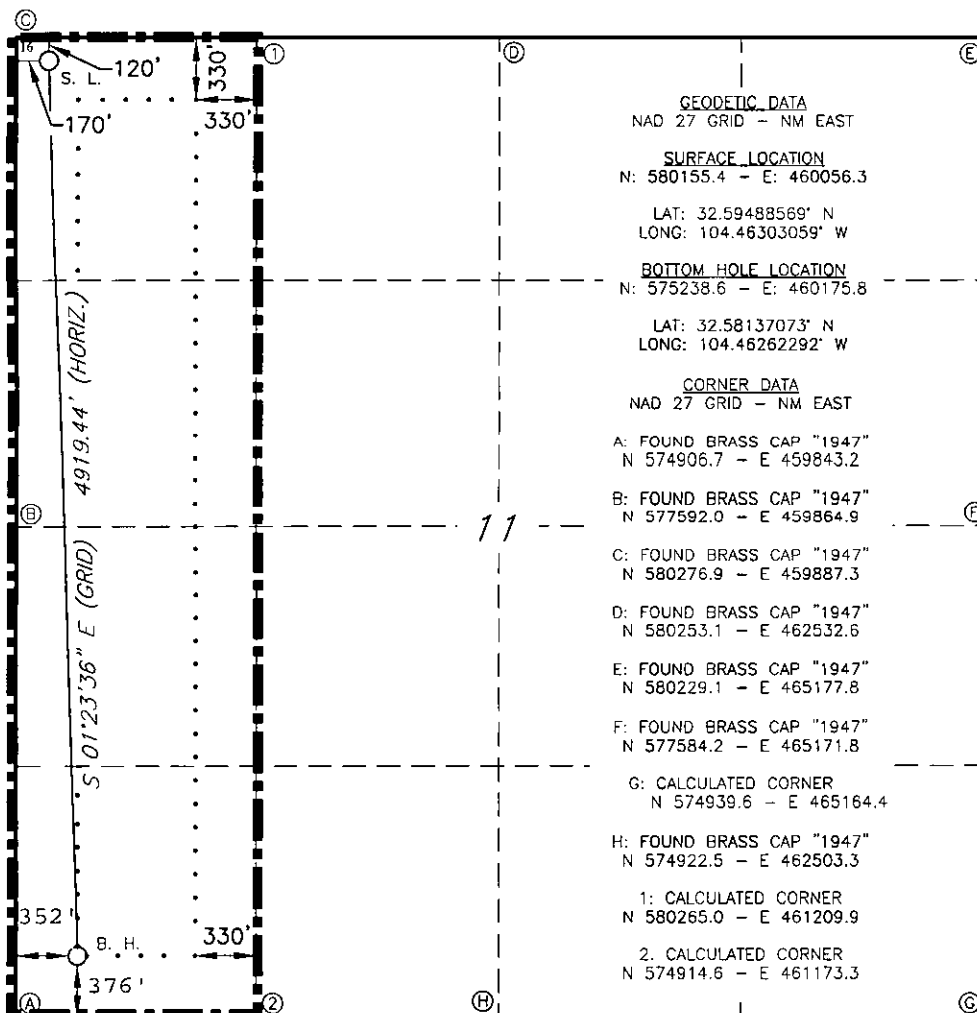 C
16
120'
S. L.
170'
330'
330'
1
D
E
GEODETIC DATA
NAD 27 GRID - NM EAST
SURFACE LOCATION
N: 580155.4 - E: 460056.3
LAT: 32.59488569° N
LONG: 104.46303059° W
BOTTOM HOLE LOCATION
N: 575238.6 - E: 460175.8
LAT: 32.58137073° N
LONG: 104.46262292° W
CORNER DATA
NAD 27 GRID - NM EAST
A: FOUND BRASS CAP "1947"
N 574906.7 - E 459843.2
B: FOUND BRASS CAP "1947"
N 577592.0 - E 459864.9
C: FOUND BRASS CAP "1947"
N 580276.9 - E 459887.3
D: FOUND BRASS CAP "1947"
N 580253.1 - E 462532.6
E: FOUND BRASS CAP "1947"
N 580229.1 - E 465177.8
F: FOUND BRASS CAP "1947"
N 577584.2 - E 465171.8
G: CALCULATED CORNER
N 574939.6 - E 465164.4
H: FOUND BRASS CAP "1947"
N 574922.5 - E 462503.3
1: CALCULATED CORNER
N 580265.0 - E 461209.9
2. CALCULATED CORNER
N 574914.6 - E 461173.3
S 01°23'36" E (GRID) 4919.44' (HORIZ.)
B
11
F
352'
B. H.
330'
376'
A
2
H
G